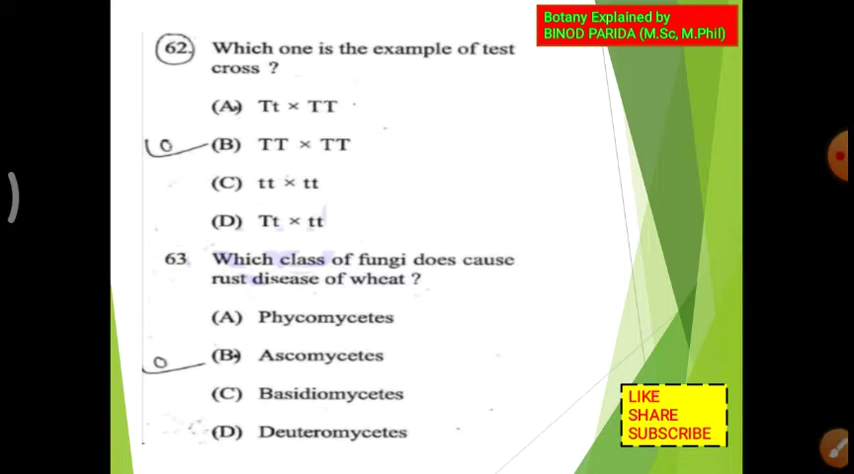 Botany Explained by
BINOD PARIDA (M.Sc, M.Phil)
62. Which one is the example of test
cross ?
(A) Tt × TT
(B) TT × TT
(C) tt × tt
(D) Tt × tt
63. Which class of fungi does cause
rust disease of wheat ?
(A) Phycomycetes
(B) Ascomycetes
(C) Basidiomycetes
(D) Deuteromycetes
LIKE
SHARE
SUBSCRIBE